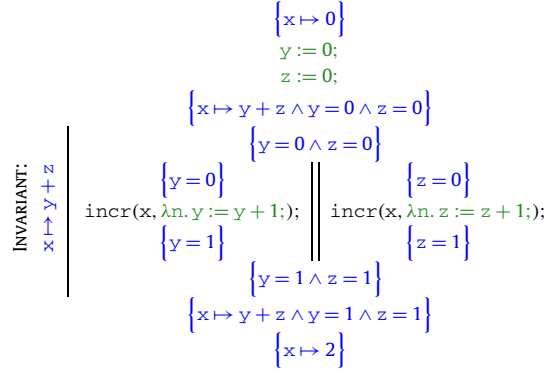 {x ↦ 0}
y := 0;
z := 0;
{x ↦ y + z ∧ y = 0 ∧ z = 0}
INVARIANT:
x ↦ y + z
{y = 0 ∧ z = 0}
{y = 0} {z = 0}
incr(x, λn. y := y + 1;); incr(x, λn. z := z + 1;);
{y = 1} {z = 1}
{y = 1 ∧ z = 1}
{x ↦ y + z ∧ y = 1 ∧ z = 1}
{x ↦ 2}